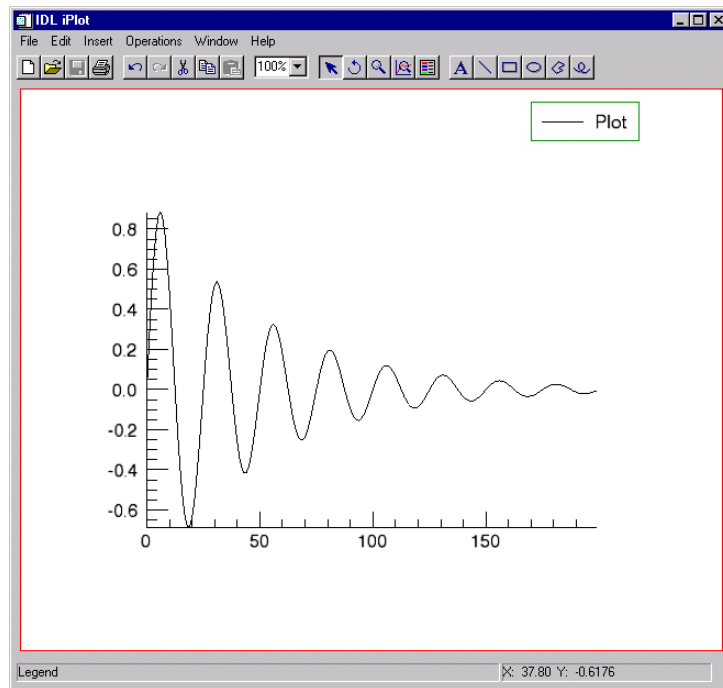 IDL iPlot
File Edit Insert Operations Window Help
100%
A
Plot
0.8
0.6
0.4
0.2
0.0
-0.2
-0.4
-0.6
0 50 100 150
Legend
X: 37.80 Y: -0.6176